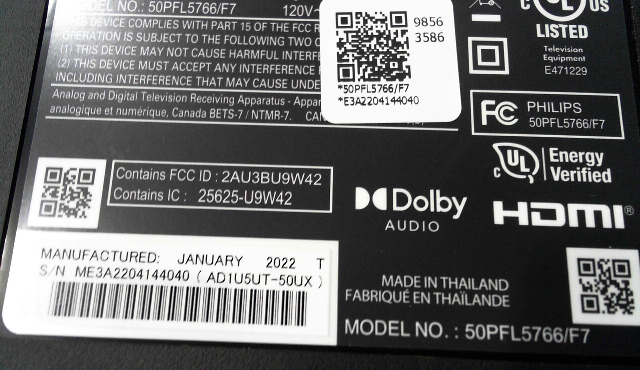 MODEL NO.: 50PFL5766/F7 120V~
THIS DEVICE COMPLIES WITH PART 15 OF THE FCC R
OPERATION IS SUBJECT TO THE FOLLOWING TWO C
(1) THIS DEVICE MAY NOT CAUSE HARMFUL INTERFE
(2) THIS DEVICE MUST ACCEPT ANY INTERFERENCE
INCLUDING INTERFERENCE THAT MAY CAUSE UNDE
Analog and Digital Television Receiving Apparatus - Appar
analogique et numérique, Canada BETS-7 / NTMR-7. CAN
9856
3586
*50PFL5766/F7
*E3A2204144040
C UL US
LISTED
Television
Equipment
E471229
FC PHILIPS
50PFL5766/F7
C UL Energy
Verified
Contains FCC ID : 2AU3BU9W42
Contains IC : 25625-U9W42
Dolby
AUDIO
HDMI®
MANUFACTURED: JANUARY 2022 T
S/N ME3A2204144040 ( AD1U5UT-50UX )
MADE IN THAILAND
FABRIQUÉ EN THAÏLANDE
MODEL NO. : 50PFL5766/F7